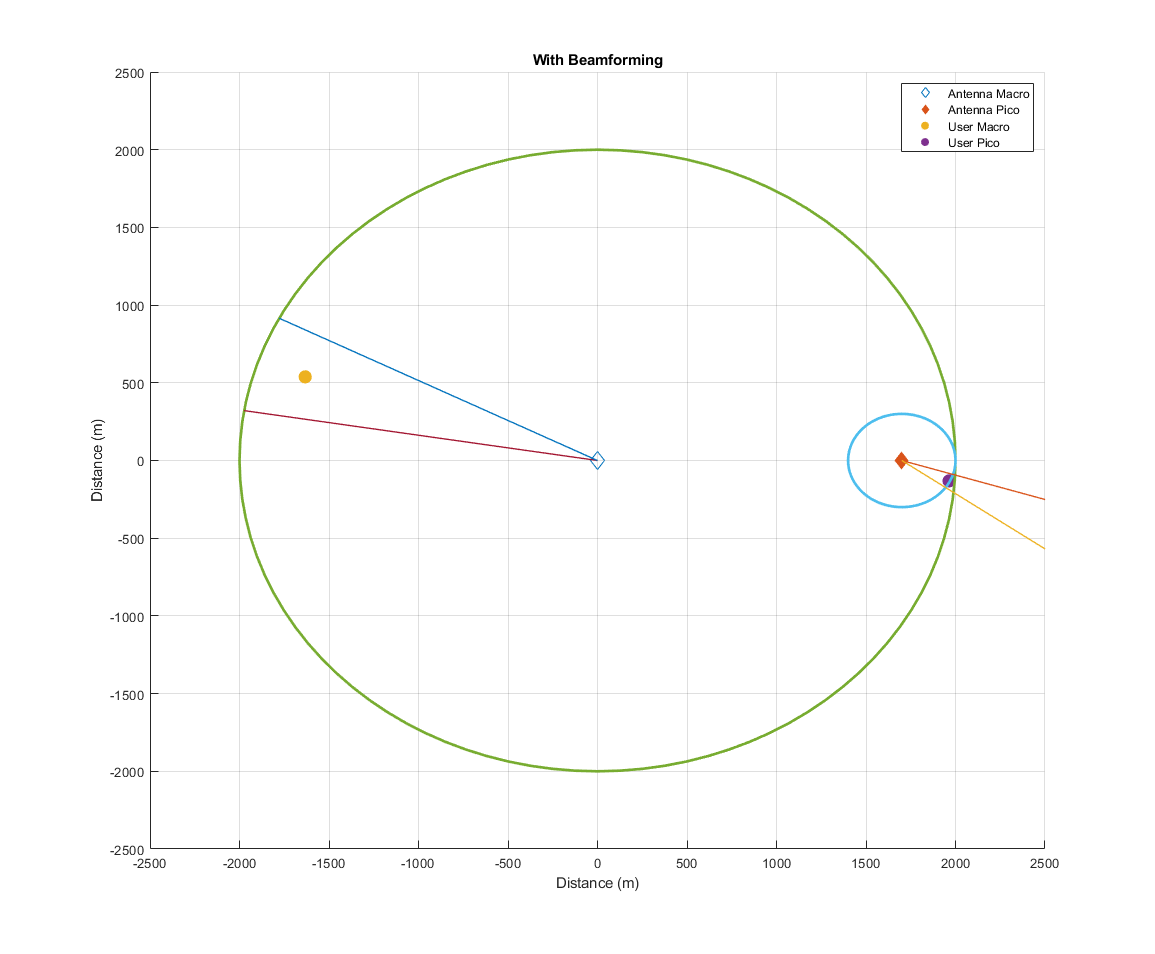 With Beamforming
Antenna Macro
Antenna Pico
User Macro
User Pico
2500
2000
1500
1000
500
0
-500
-1000
-1500
-2000
-2500
Distance (m)
-2500 -2000 -1500 -1000 -500 0 500 1000 1500 2000 2500
Distance (m)